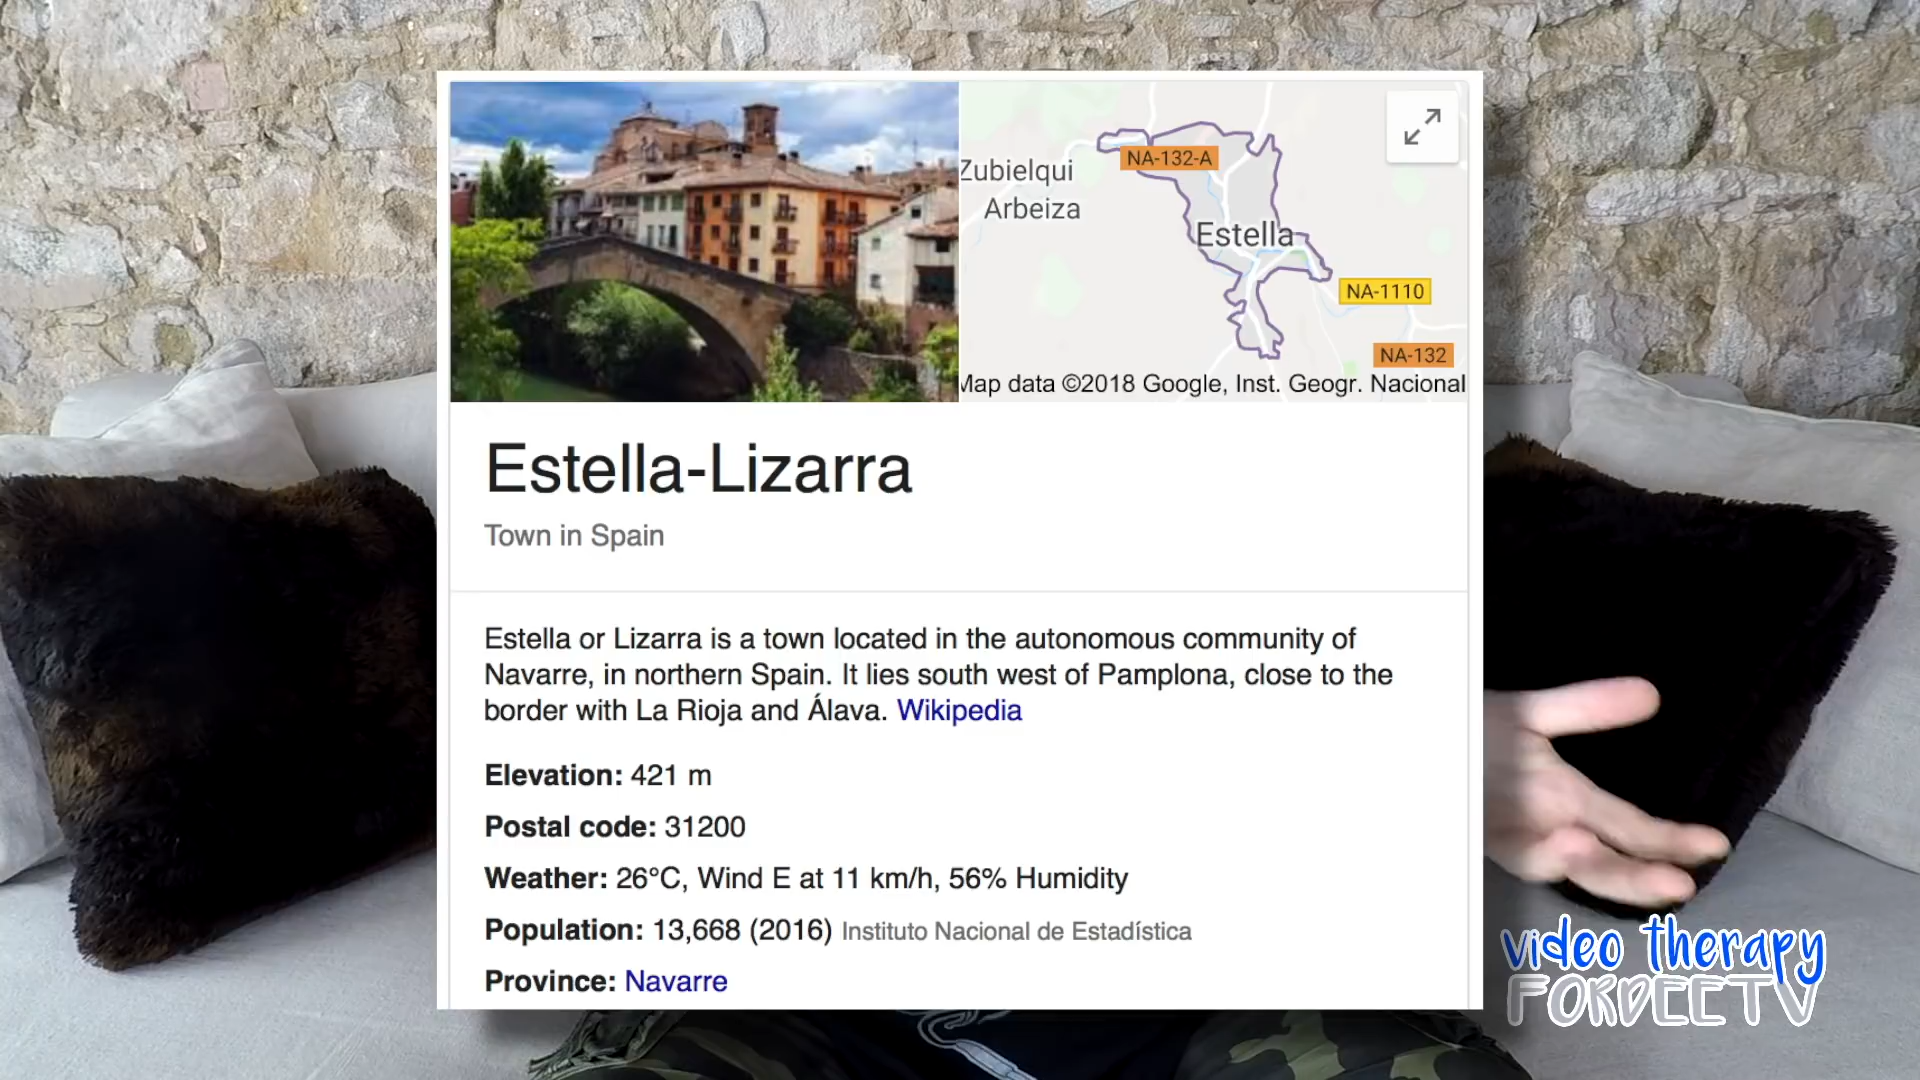 Zubielqui
Arbeiza
NA-132-A
Estella
NA-1110
NA-132
Map data ©2018 Google, Inst. Geogr. Nacional
Estella-Lizarra
Town in Spain
Estella or Lizarra is a town located in the autonomous community of
Navarre, in northern Spain. It lies south west of Pamplona, close to the
border with La Rioja and Álava. Wikipedia
Elevation: 421 m
Postal code: 31200
Weather: 26°C, Wind E at 11 km/h, 56% Humidity
Population: 13,668 (2016) Instituto Nacional de Estadística
Province: Navarre
video therapy
FORDEETV